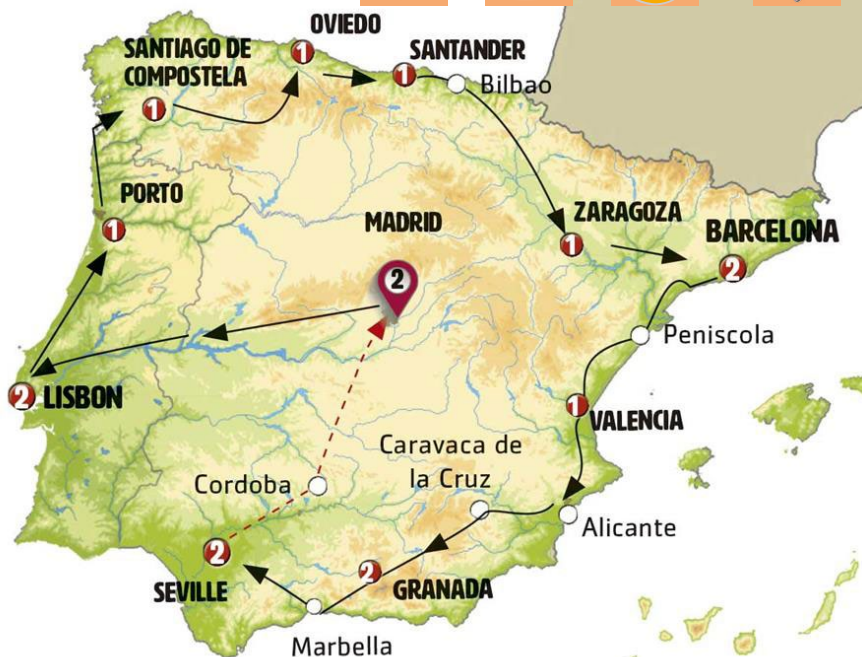 OVIEDO
1
SANTIAGO DE
COMPOSTELA
1
SANTANDER
1
Bilbao
PORTO
1
MADRID
2
ZARAGOZA
1
BARCELONA
2
Peniscola
2
LISBON
1
VALENCIA
Caravaca de
la Cruz
Cordoba
Alicante
2
SEVILLE
2
GRANADA
Marbella